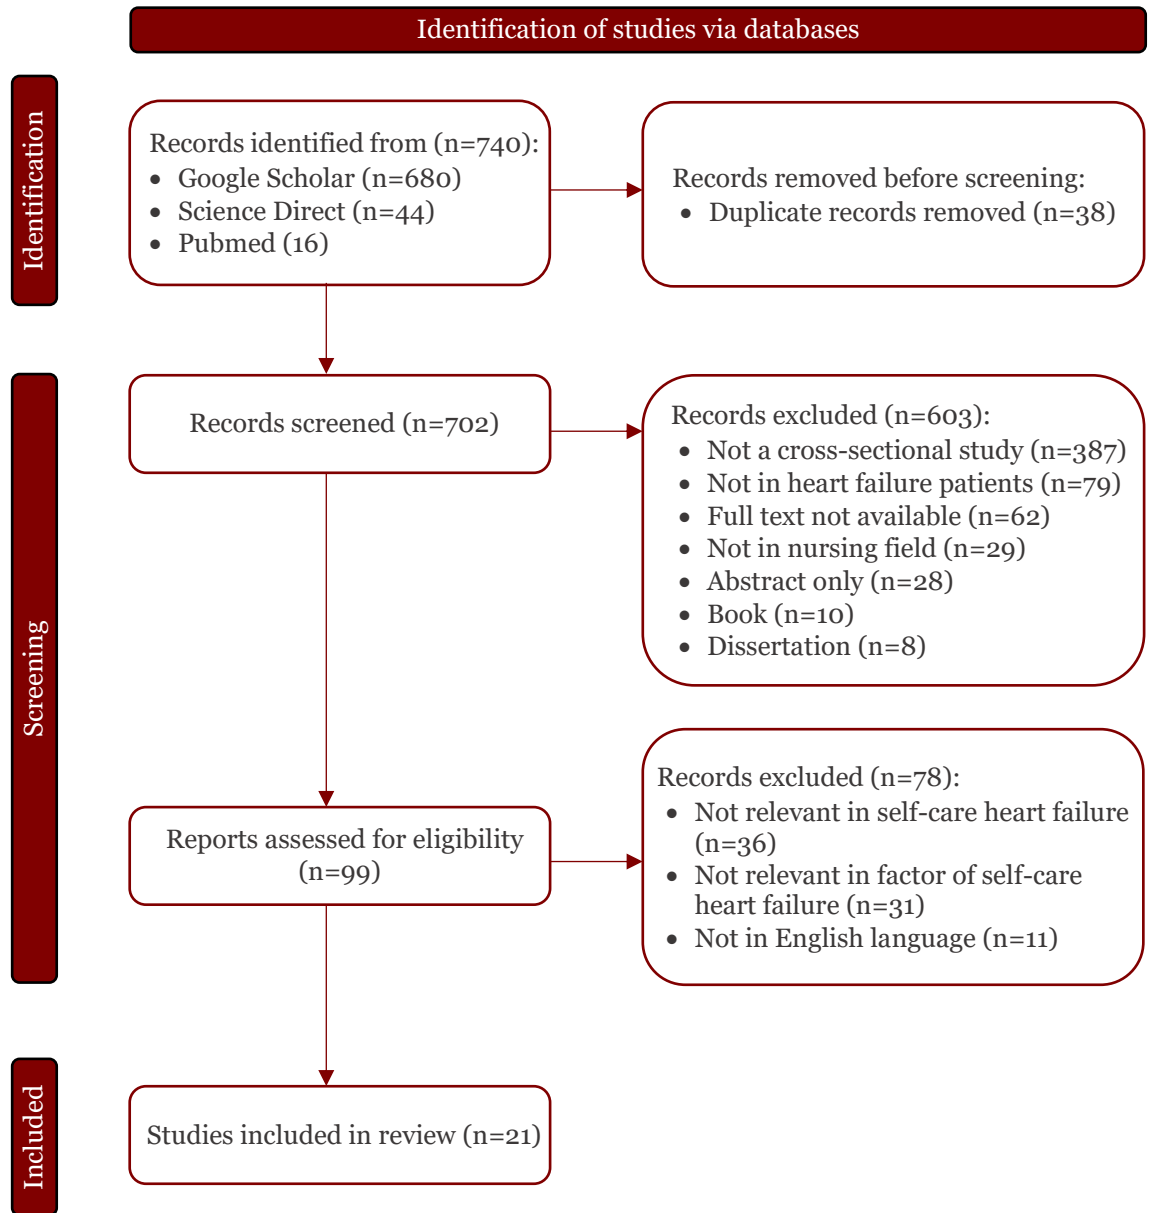 Identification of studies via databases
Identification
Records identified from (n=740):
• Google Scholar (n=680)
• Science Direct (n=44)
• Pubmed (16)
Records removed before screening:
• Duplicate records removed (n=38)
Screening
Records screened (n=702)
Records excluded (n=603):
• Not a cross-sectional study (n=387)
• Not in heart failure patients (n=79)
• Full text not available (n=62)
• Not in nursing field (n=29)
• Abstract only (n=28)
• Book (n=10)
• Dissertation (n=8)
Reports assessed for eligibility
(n=99)
Records excluded (n=78):
• Not relevant in self-care heart failure
(n=36)
• Not relevant in factor of self-care
heart failure (n=31)
• Not in English language (n=11)
Included
Studies included in review (n=21)